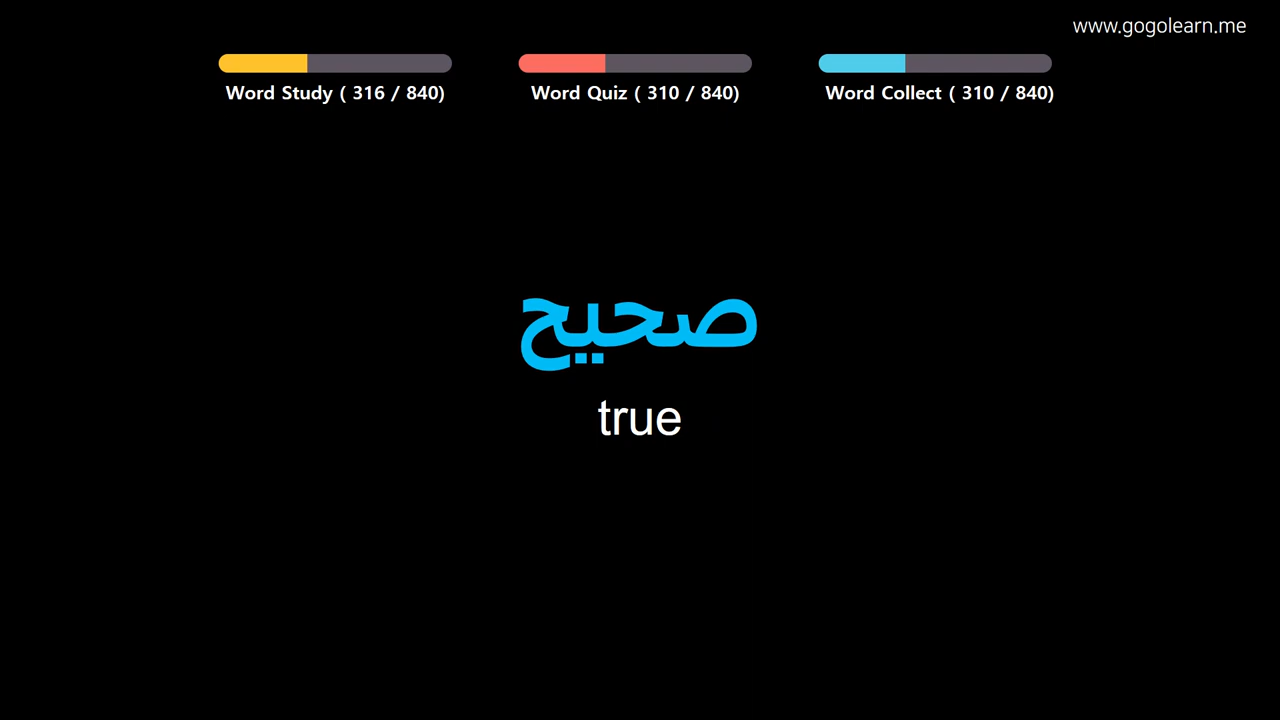 www.gogolearn.me
Word Study ( 316 / 840)
Word Quiz ( 310 / 840)
Word Collect ( 310 / 840)
صحيح
true